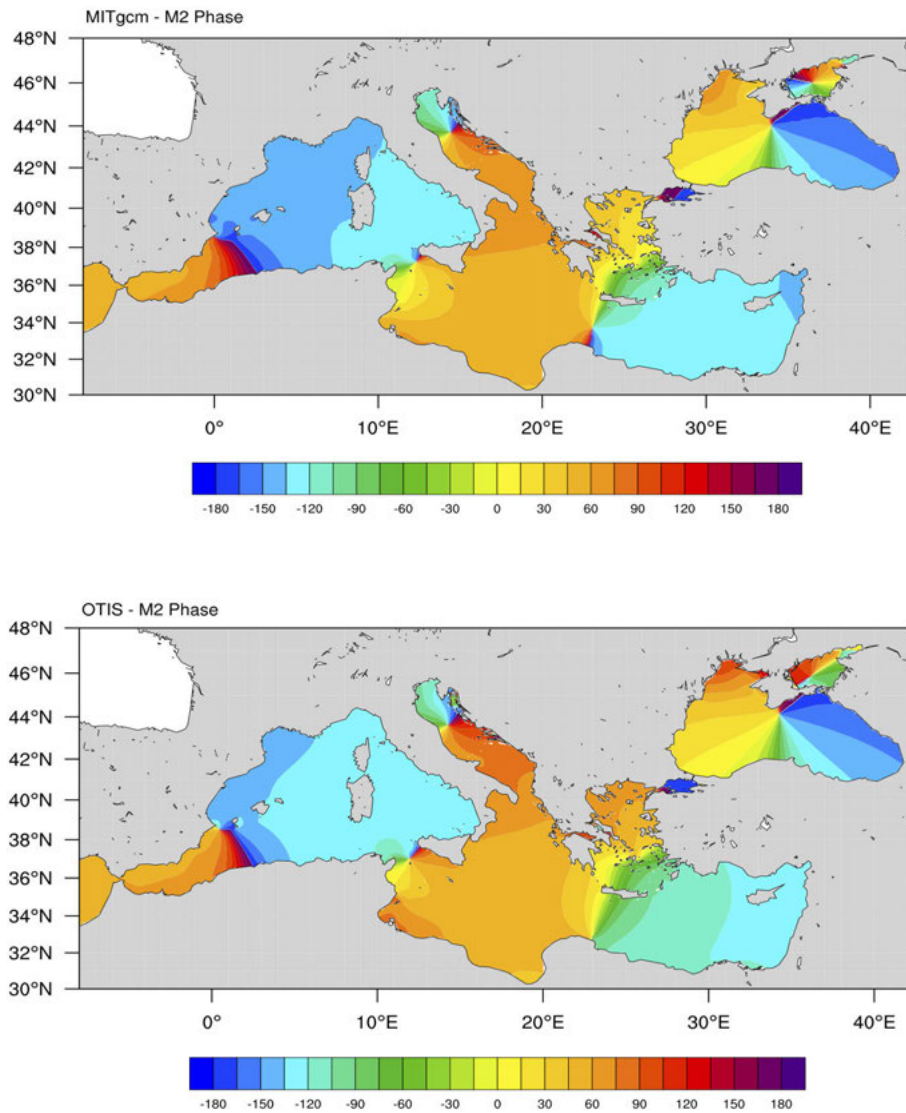 MITgcm - M2 Phase
48°N
46°N
44°N
42°N
40°N
38°N
36°N
34°N
32°N
30°N
0° 10°E 20°E 30°E 40°E
-180 -150 -120 -90 -60 -30 0 30 60 90 120 150 180
OTIS - M2 Phase
48°N
46°N
44°N
42°N
40°N
38°N
36°N
34°N
32°N
30°N
0° 10°E 20°E 30°E 40°E
-180 -150 -120 -90 -60 -30 0 30 60 90 120 150 180